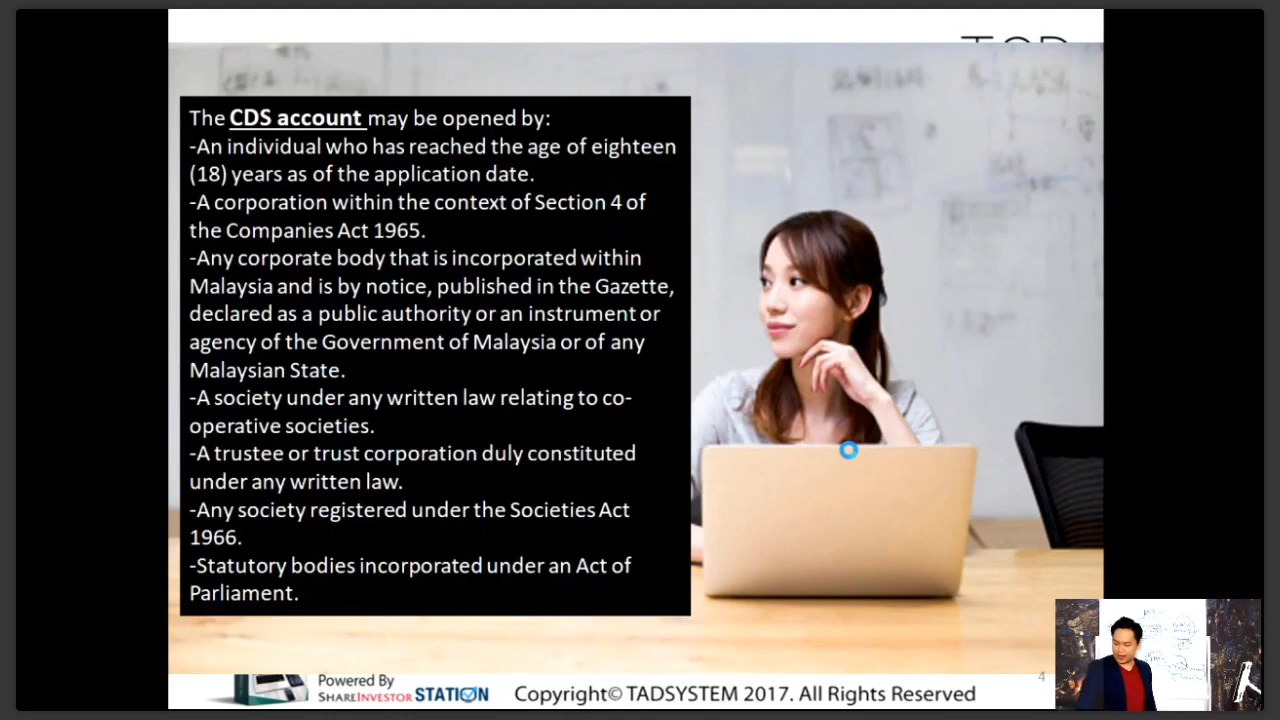 The CDS account may be opened by:
-An individual who has reached the age of eighteen
(18) years as of the application date.
-A corporation within the context of Section 4 of
the Companies Act 1965.
-Any corporate body that is incorporated within
Malaysia and is by notice, published in the Gazette,
declared as a public authority or an instrument or
agency of the Government of Malaysia or of any
Malaysian State.
-A society under any written law relating to co-
operative societies.
-A trustee or trust corporation duly constituted
under any written law.
-Any society registered under the Societies Act
1966.
-Statutory bodies incorporated under an Act of
Parliament.
4
Powered By
SHAREINVESTOR STATION
Copyright© TADSYSTEM 2017. All Rights Reserved